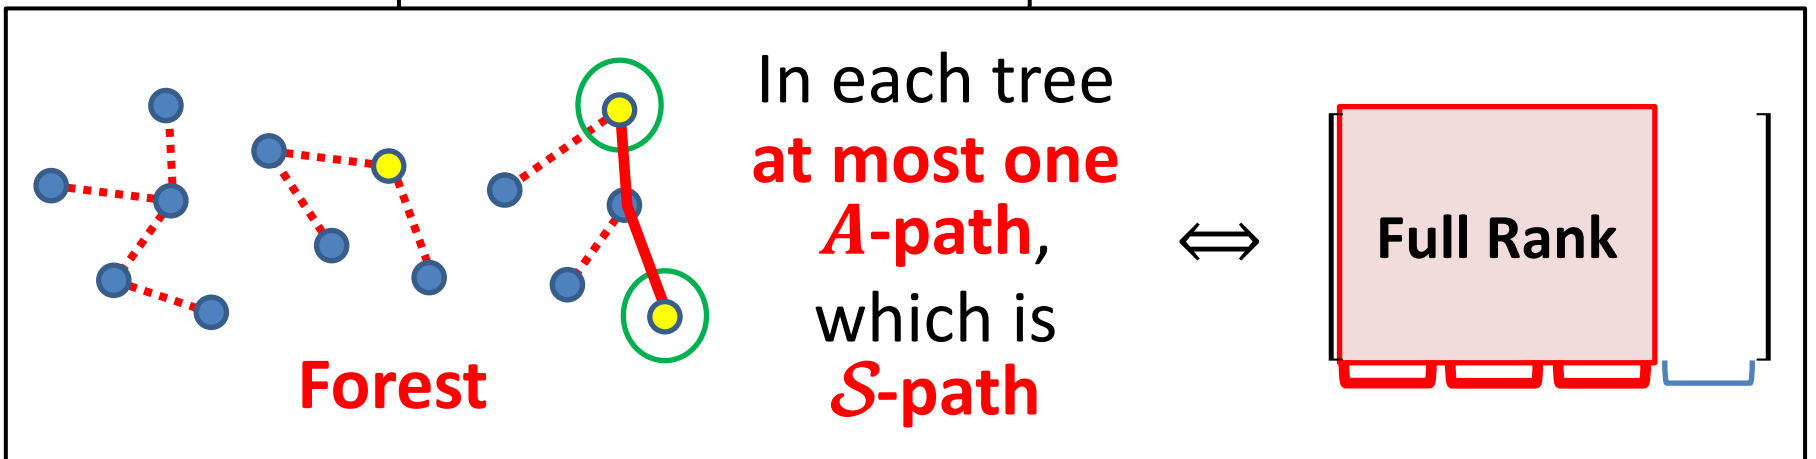 In each tree
at most one
A-path,
which is
𝒮-path
Forest
⇔
Full Rank